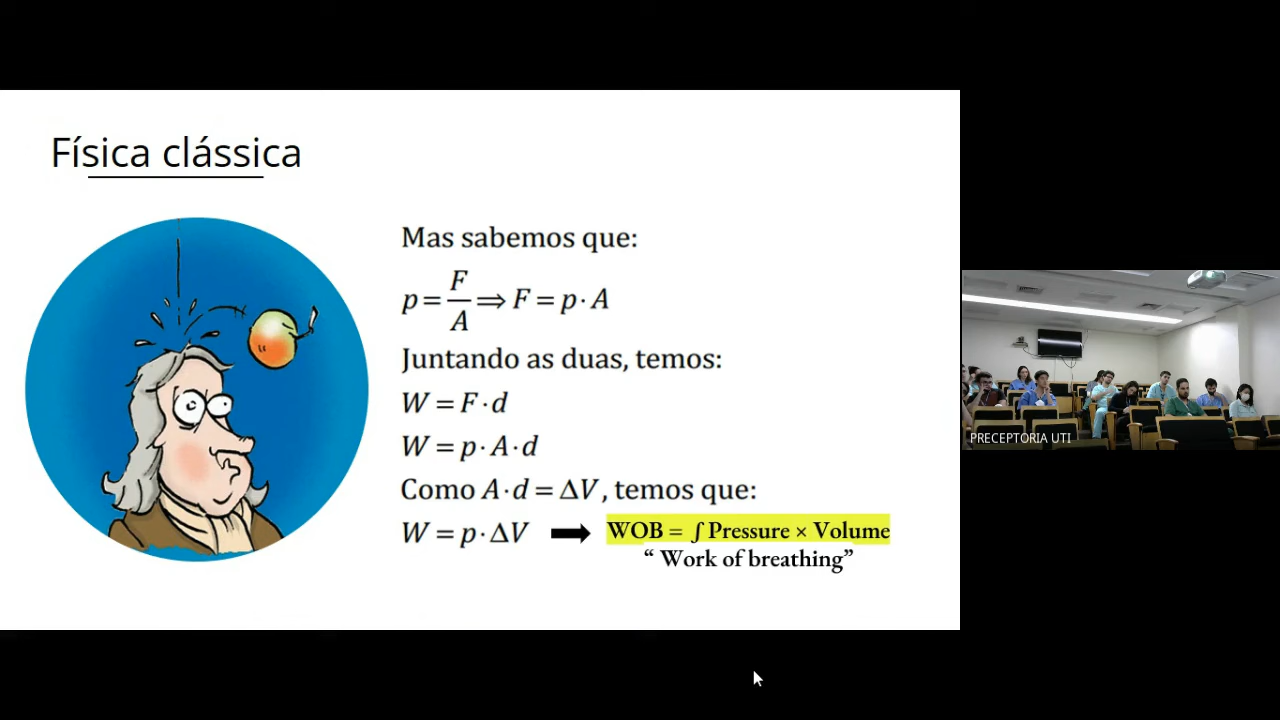 Física clássica
Mas sabemos que:
p = F/A ⇒ F = p · A
Juntando as duas, temos:
W = F · d
W = p · A · d
Como A · d = ΔV, temos que:
W = p · ΔV ➡ WOB = ∫ Pressure × Volume
“ Work of breathing”
PRECEPTORIA UTI